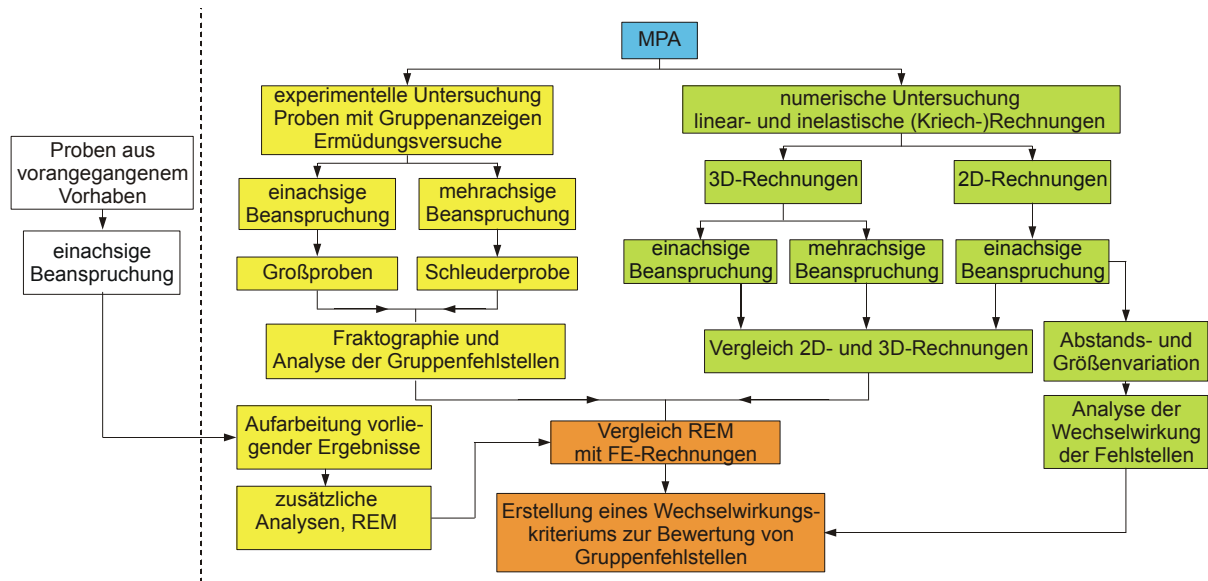 MPA
experimentelle Untersuchung
Proben mit Gruppenanzeigen
Ermüdungsversuche
numerische Untersuchung
linear- und inelastische (Kriech-)Rechnungen
Proben aus
vorangegangenem
Vorhaben
einachsige
Beanspruchung
mehrachsige
Beanspruchung
3D-Rechnungen
2D-Rechnungen
einachsige
Beanspruchung
Großproben
Schleuderprobe
einachsige
Beanspruchung
mehrachsige
Beanspruchung
einachsige
Beanspruchung
Fraktographie und
Analyse der Gruppenfehlstellen
Vergleich 2D- und 3D-Rechnungen
Abstands- und
Größenvariation
Aufarbeitung vorlie-
gender Ergebnisse
Vergleich REM
mit FE-Rechnungen
Analyse der
Wechselwirkung
der Fehlstellen
zusätzliche
Analysen, REM
Erstellung eines Wechselwirkungs-
kriteriums zur Bewertung von
Gruppenfehlstellen